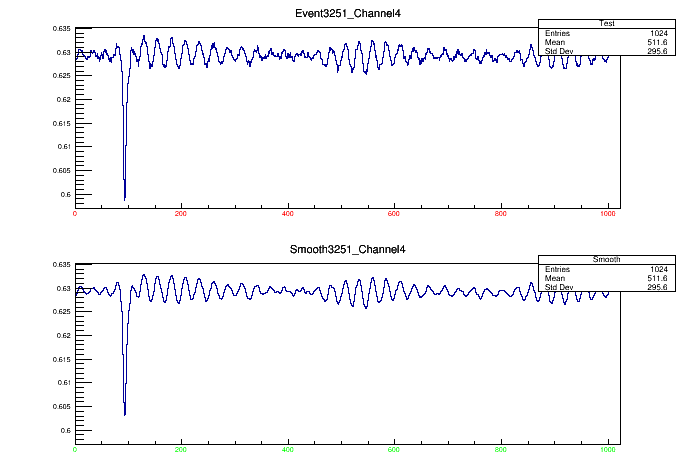 Event3251_Channel4
Test
Entries 1024
Mean 511.6
Std Dev 295.6
0.635
0.63
0.625
0.62
0.615
0.61
0.605
0.6
0 200 400 600 800 1000
Smooth3251_Channel4
Smooth
Entries 1024
Mean 511.6
Std Dev 295.6
0.635
0.63
0.625
0.62
0.615
0.61
0.605
0.6
0 200 400 600 800 1000